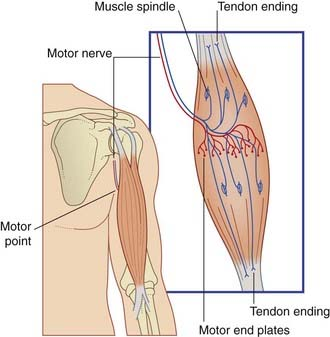 Muscle spindle
Tendon ending
Motor nerve
Motor
point
Tendon ending
Motor end plates